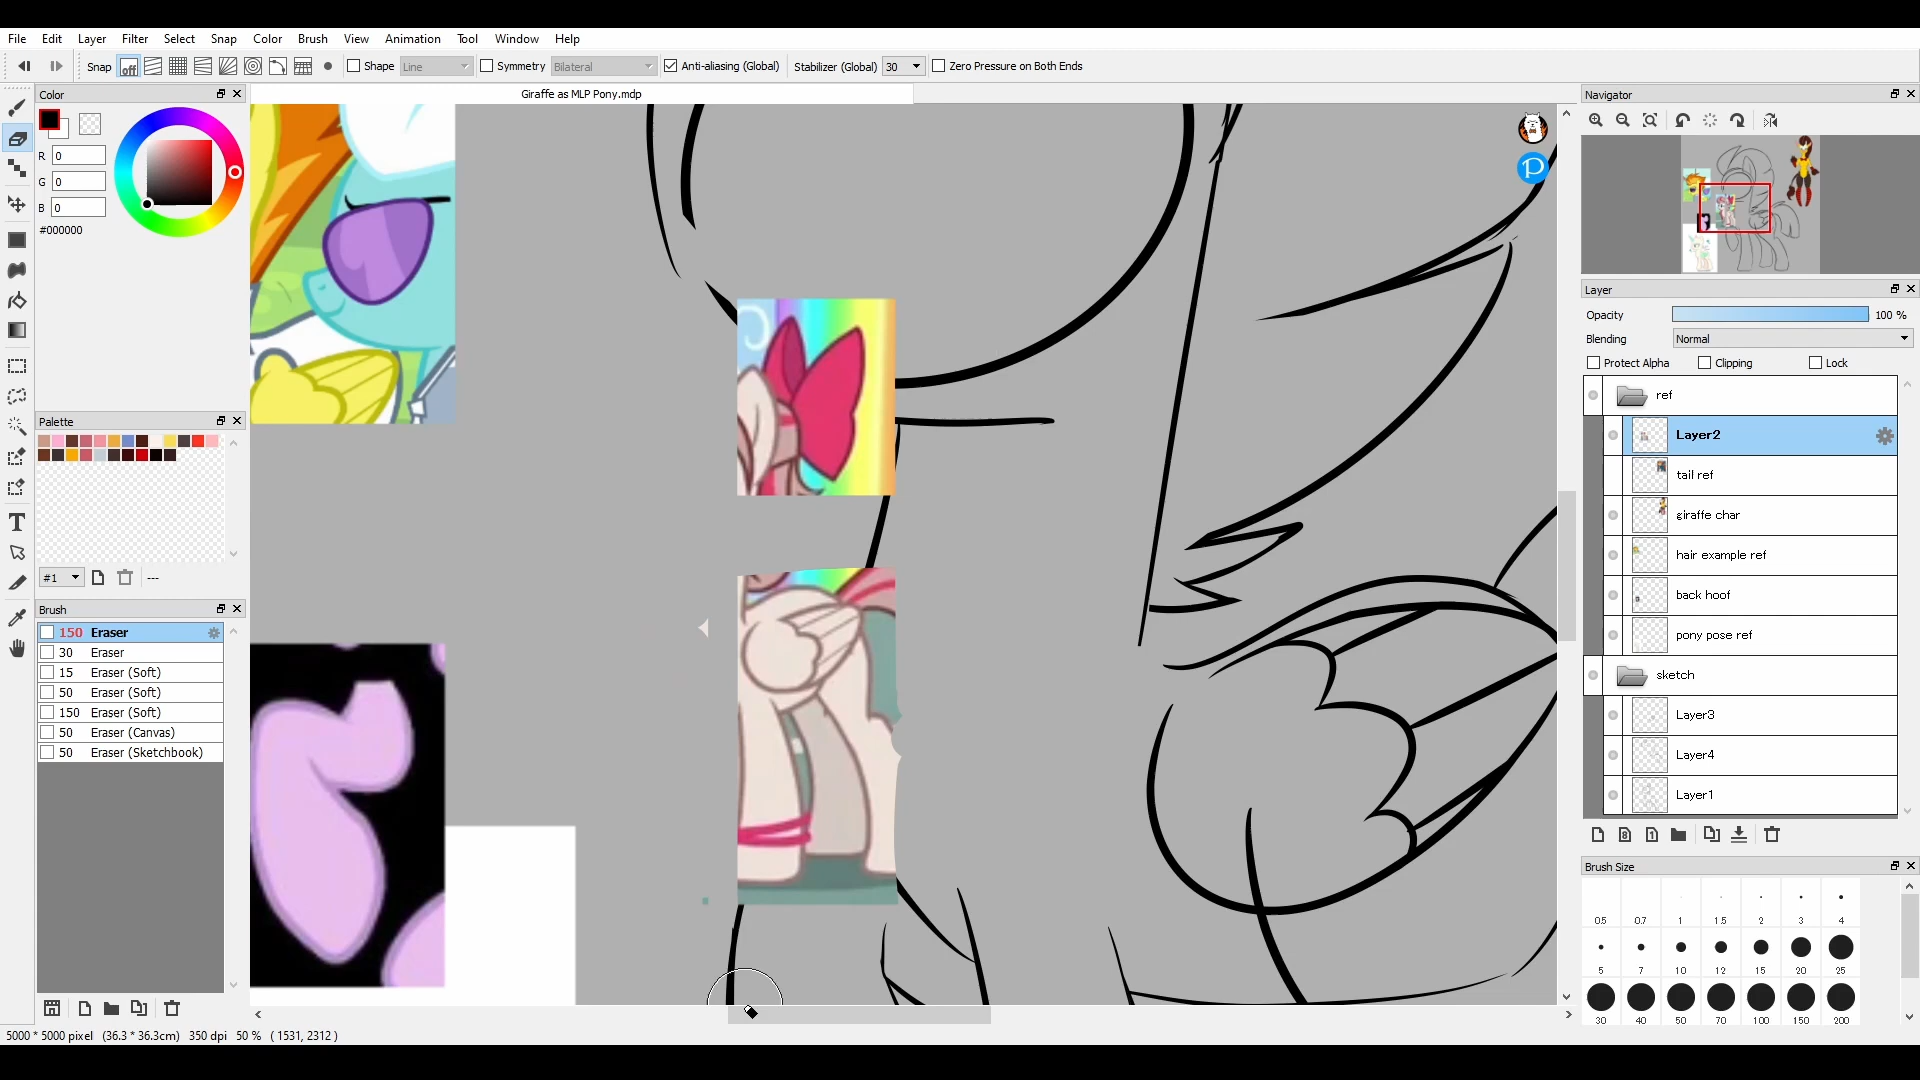 File Edit Layer Filter Select Snap Color Brush View Animation Tool Window Help
Snap off Shape Line Symmetry Bilateral Anti-aliasing (Global) Stabilizer (Global) 30 Zero Pressure on Both Ends
Color
Giraffe as MLP Pony.mdp
Navigator
R 0
G 0
B 0
#000000
Layer
Opacity 100 %
Blending Normal
Protect Alpha Clipping Lock
ref
Layer2
tail ref
giraffe char
hair example ref
back hoof
pony pose ref
sketch
Layer3
Layer4
Layer1
Palette
#1 ---
Brush
150 Eraser
30 Eraser
15 Eraser (Soft)
50 Eraser (Soft)
150 Eraser (Soft)
50 Eraser (Canvas)
50 Eraser (Sketchbook)
Brush Size
0.5 0.7 1 1.5 2 3 4
5 7 10 12 15 20 25
30 40 50 70 100 150 200
5000 * 5000 pixel (36.3 * 36.3cm) 350 dpi 50 % ( 1531, 2312 )